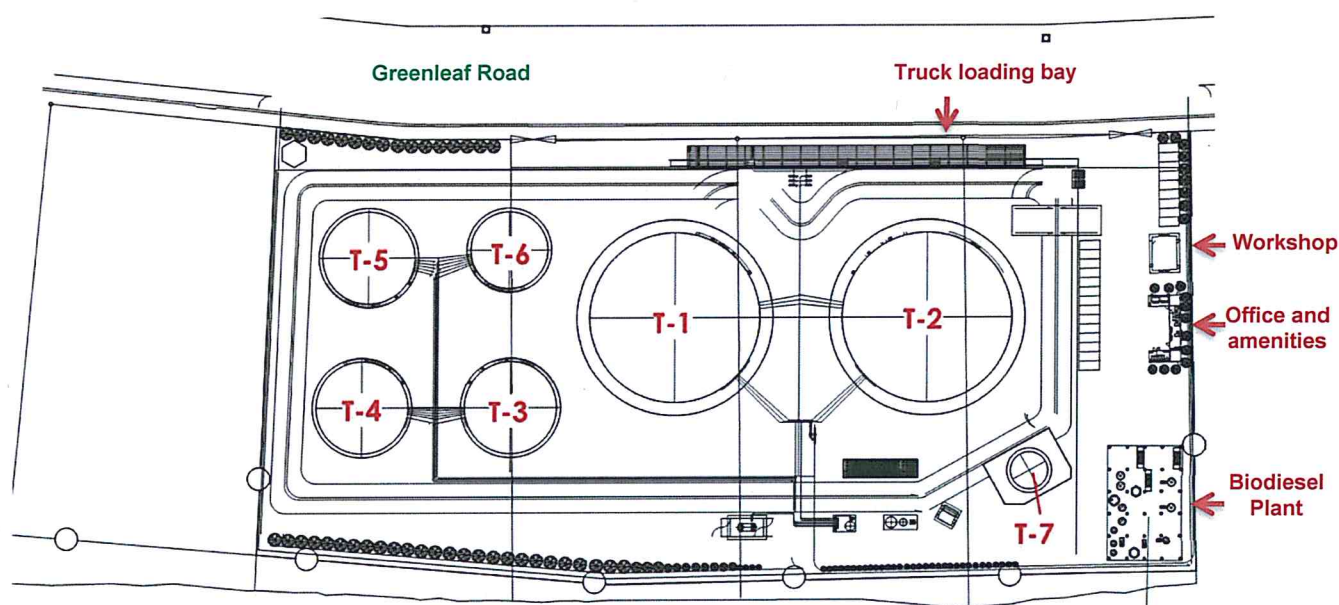 Greenleaf Road
Truck loading bay
T-5
T-6
Workshop
T-1
T-2
Office and
amenities
T-4
T-3
Biodiesel
Plant
T-7